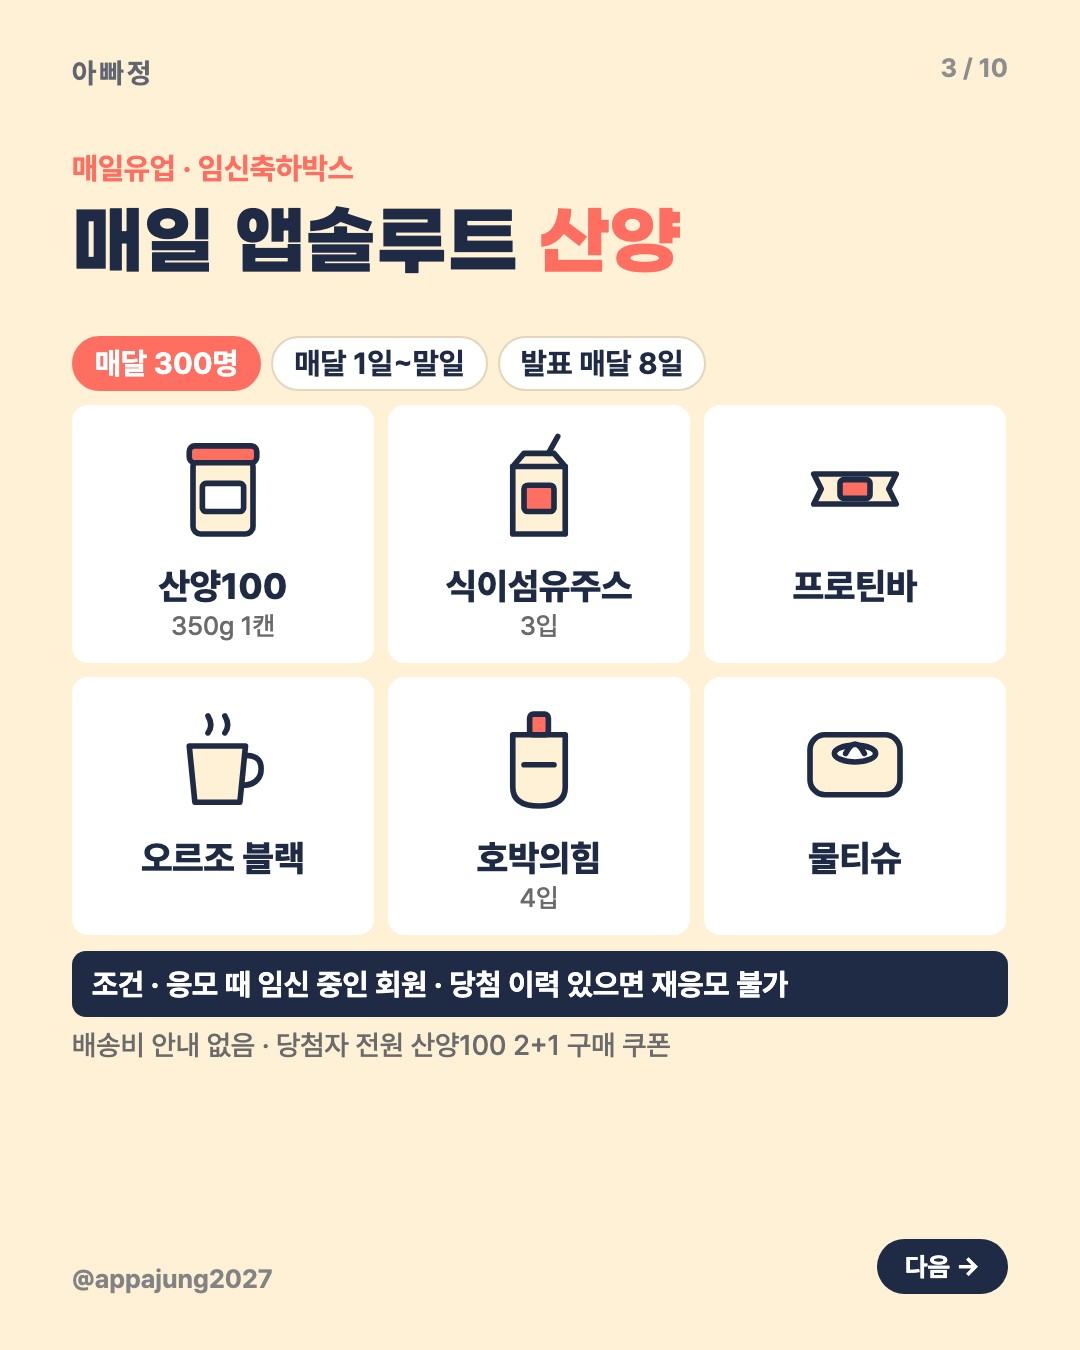 아빠정
3 / 10
매일유업 · 임신축하박스
매일 앱솔루트 산양
매달 300명
매달 1일~말일
발표 매달 8일
산양100
350g 1캔
식이섬유주스
3입
프로틴바
오르조 블랙
호박의힘
4입
물티슈
조건 · 응모 때 임신 중인 회원 · 당첨 이력 있으면 재응모 불가
배송비 안내 없음 · 당첨자 전원 산양100 2+1 구매 쿠폰
@appajung2027
다음 →